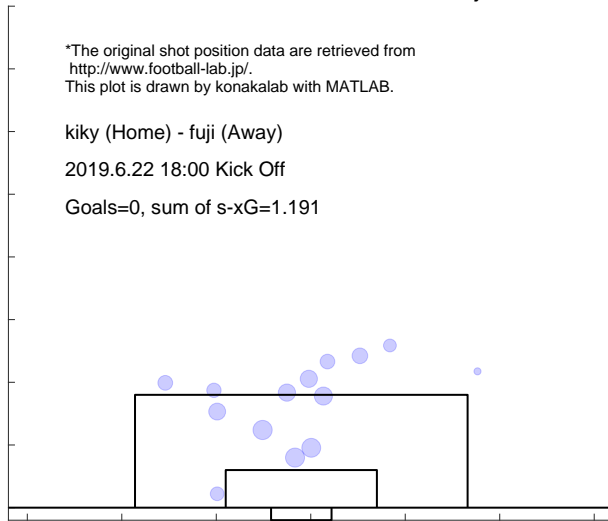 *The original shot position data are retrieved from
http://www.football-lab.jp/.
This plot is drawn by konakalab with MATLAB.
kiky (Home) - fuji (Away)
2019.6.22 18:00 Kick Off
Goals=0, sum of s-xG=1.191